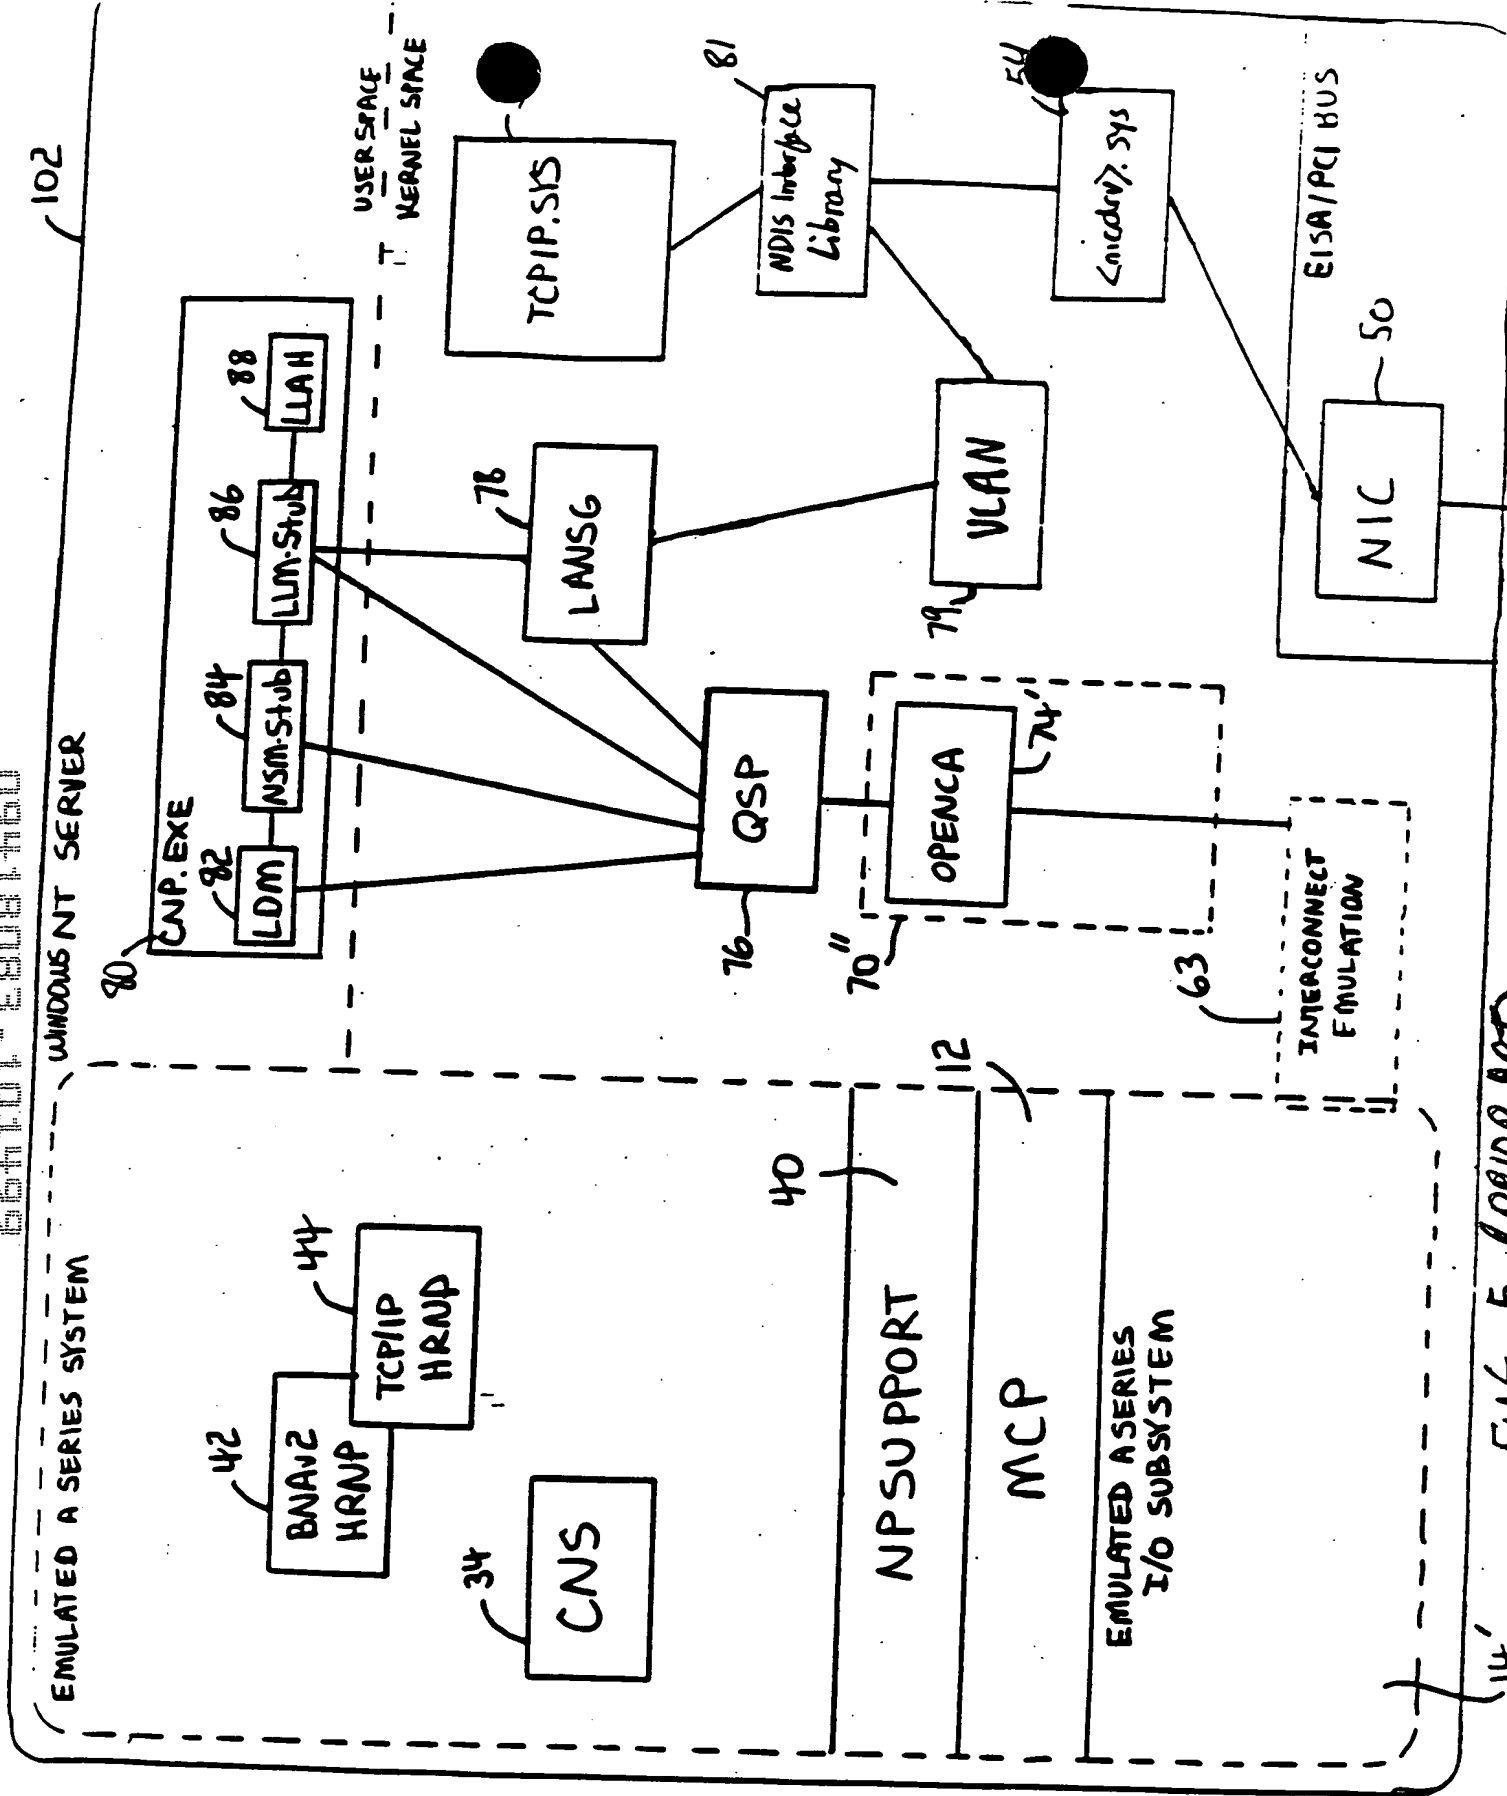 102
WINDOWS NT SERVER
EMULATED A SERIES SYSTEM
80
CNP.EXE
82
LDM
84
NSM-Stub
86
LLM-Stub
88
LLAH
USER SPACE
KERNEL SPACE
42
BNAv2
HRNP
44
TCP/IP
HRNP
34
CNS
40
NPSUPPORT
12
MCP
EMULATED A SERIES
I/O SUBSYSTEM
14'
TCPIP.SYS
78
LANSG
76
QSP
81
NDIS Interface
Library
79
VLAN
70"
OPENCA
74'
54
<nicdrv>.sys
63
INTERCONNECT
EMULATION
EISA/PCI BUS
NIC
50